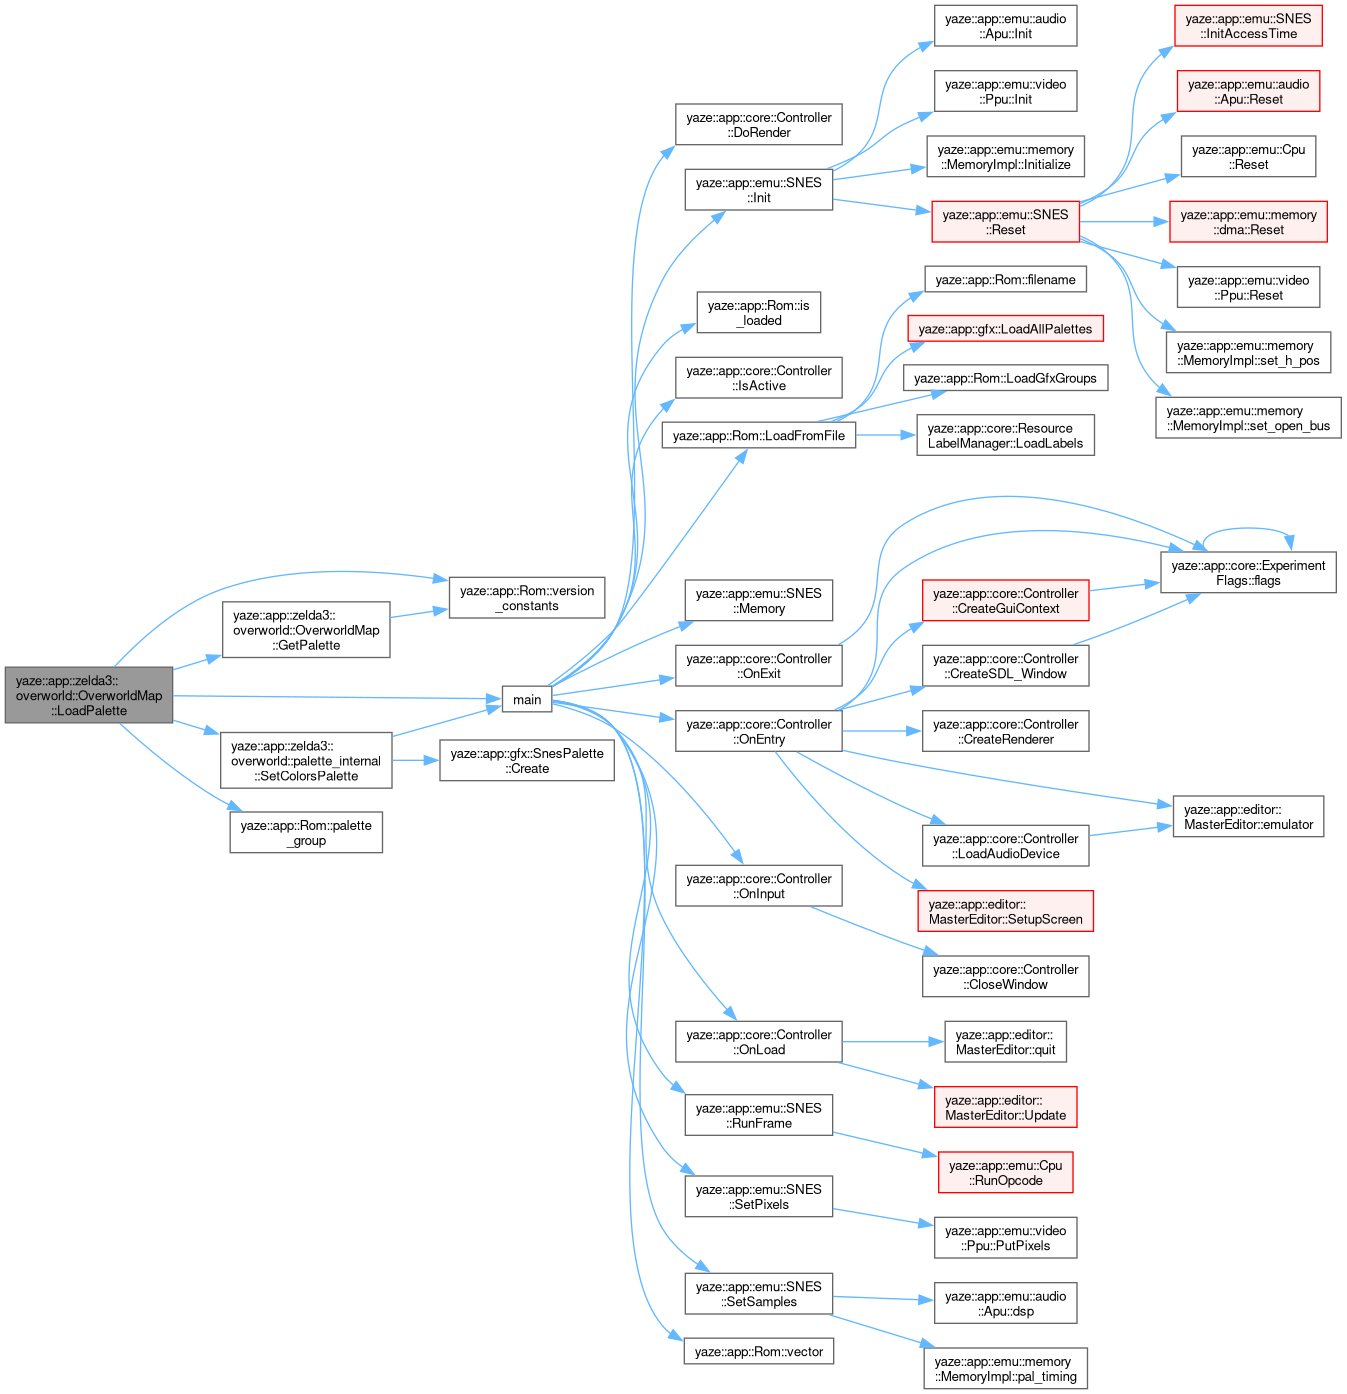 yaze::app::zelda3::
overworld::OverworldMap
::LoadPalette
yaze::app::Rom::version
_constants
yaze::app::zelda3::
overworld::OverworldMap
::GetPalette
main
yaze::app::zelda3::
overworld::palette_internal
::SetColorsPalette
yaze::app::gfx::SnesPalette
::Create
yaze::app::Rom::palette
_group
yaze::app::core::Controller
::DoRender
yaze::app::emu::SNES
::Init
yaze::app::Rom::is
_loaded
yaze::app::core::Controller
::IsActive
yaze::app::Rom::LoadFromFile
yaze::app::emu::SNES
::Memory
yaze::app::core::Controller
::OnExit
yaze::app::core::Controller
::OnEntry
yaze::app::core::Controller
::OnInput
yaze::app::core::Controller
::OnLoad
yaze::app::emu::SNES
::RunFrame
yaze::app::emu::SNES
::SetPixels
yaze::app::emu::SNES
::SetSamples
yaze::app::Rom::vector
yaze::app::emu::audio
::Apu::Init
yaze::app::emu::video
::Ppu::Init
yaze::app::emu::memory
::MemoryImpl::Initialize
yaze::app::emu::SNES
::Reset
yaze::app::Rom::filename
yaze::app::gfx::LoadAllPalettes
yaze::app::Rom::LoadGfxGroups
yaze::app::core::Resource
LabelManager::LoadLabels
yaze::app::core::Controller
::CreateGuiContext
yaze::app::core::Controller
::CreateSDL_Window
yaze::app::core::Controller
::CreateRenderer
yaze::app::core::Controller
::LoadAudioDevice
yaze::app::editor::
MasterEditor::SetupScreen
yaze::app::core::Controller
::CloseWindow
yaze::app::editor::
MasterEditor::quit
yaze::app::editor::
MasterEditor::Update
yaze::app::emu::Cpu
::RunOpcode
yaze::app::emu::video
::Ppu::PutPixels
yaze::app::emu::audio
::Apu::dsp
yaze::app::emu::memory
::MemoryImpl::pal_timing
yaze::app::emu::SNES
::InitAccessTime
yaze::app::emu::audio
::Apu::Reset
yaze::app::emu::Cpu
::Reset
yaze::app::emu::memory
::dma::Reset
yaze::app::emu::video
::Ppu::Reset
yaze::app::emu::memory
::MemoryImpl::set_h_pos
yaze::app::emu::memory
::MemoryImpl::set_open_bus
yaze::app::core::Experiment
Flags::flags
yaze::app::editor::
MasterEditor::emulator